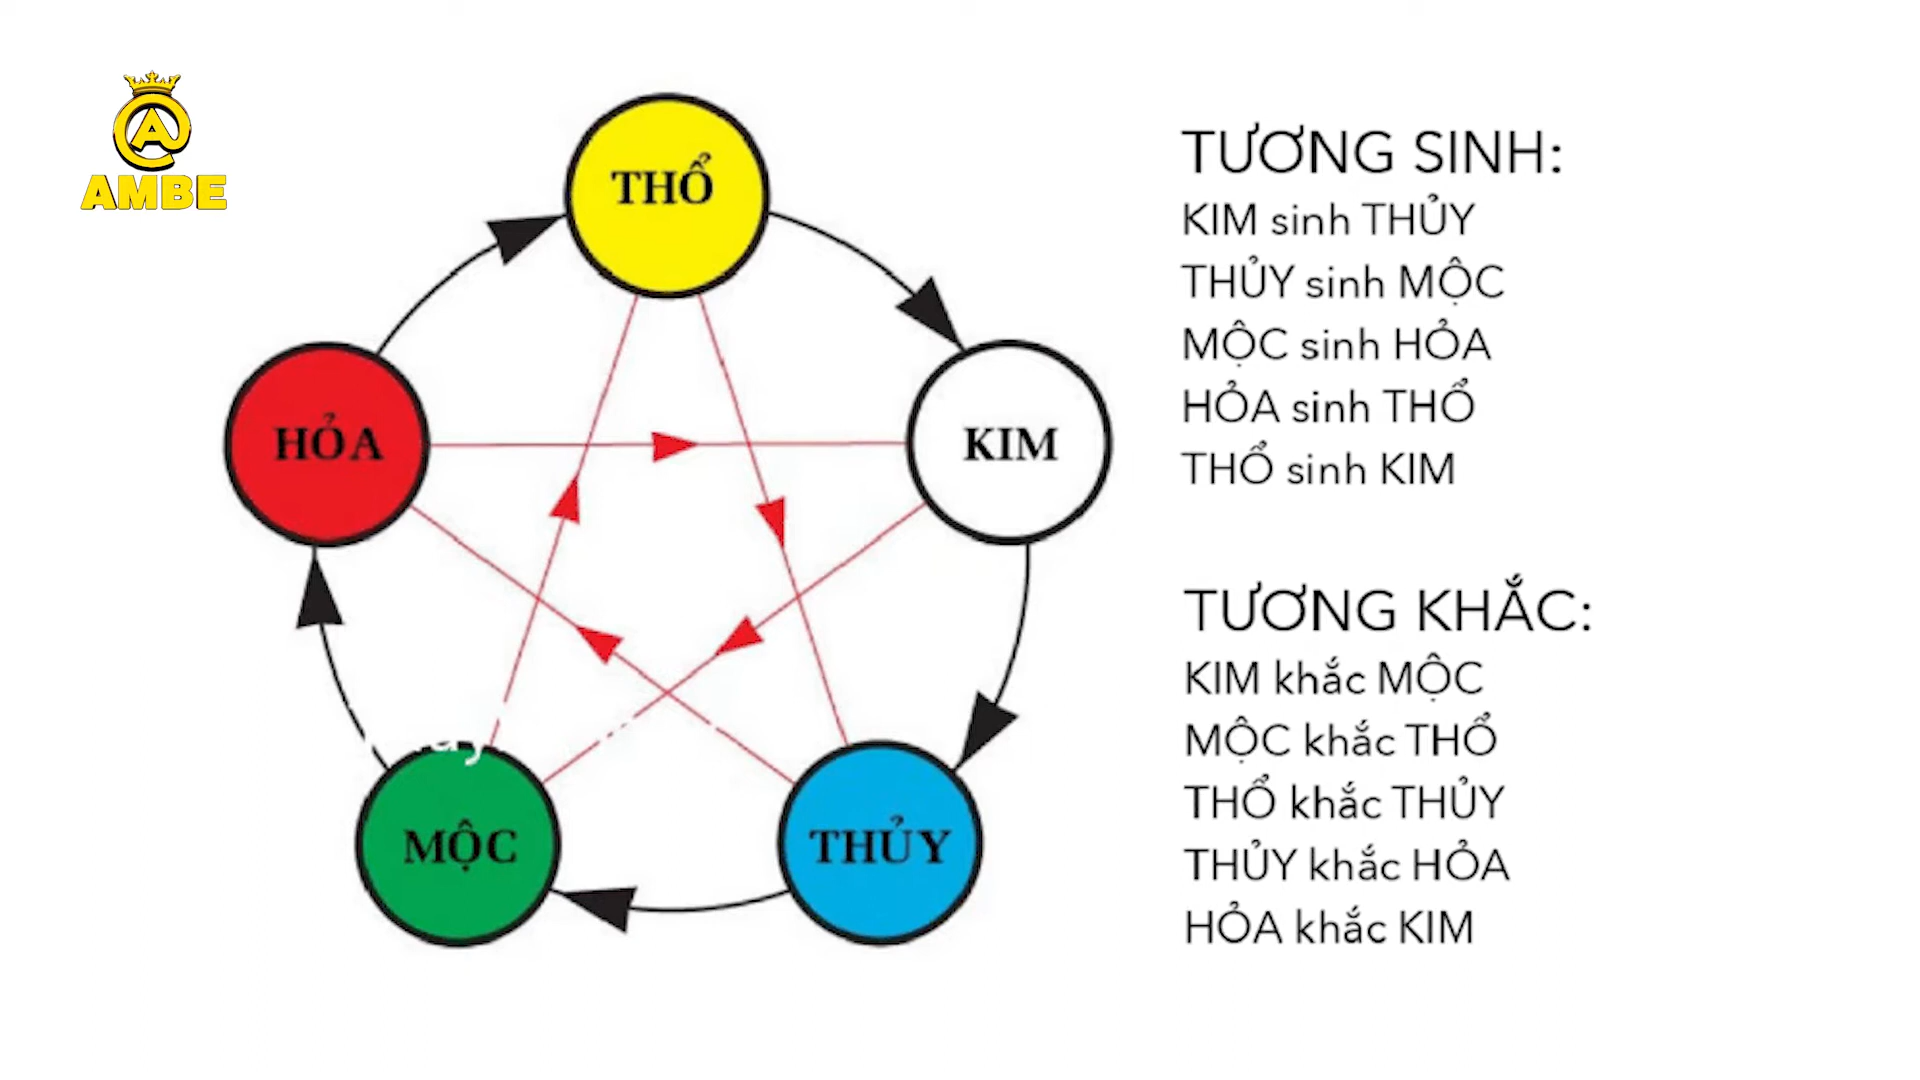 AMBE
THỔ
HỎA
KIM
MỘC
THỦY
TƯƠNG SINH:
KIM sinh THỦY
THỦY sinh MỘC
MỘC sinh HỎA
HỎA sinh THỔ
THỔ sinh KIM
TƯƠNG KHẮC:
KIM khắc MỘC
MỘC khắc THỔ
THỔ khắc THỦY
THỦY khắc HỎA
HỎA khắc KIM